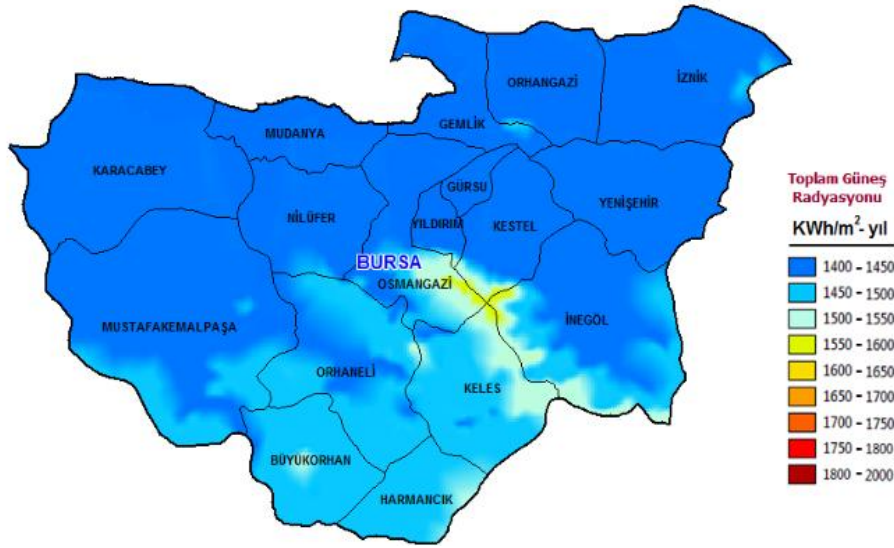 ORHANGAZİ
İZNİK
GEMLİK
MUDANYA
KARACABEY
GÜRSU
YENİŞEHİR
NİLÜFER
YILDIRIM
KESTEL
BURSA
OSMANGAZİ
MUSTAFAKEMALPAŞA
İNEGÖL
ORHANELİ
KELES
BÜYÜKORHAN
HARMANCIK
Toplam Güneş
Radyasyonu
KWh/m²- yıl
1400 - 1450
1450 - 1500
1500 - 1550
1550 - 1600
1600 - 1650
1650 - 1700
1700 - 1750
1750 - 1800
1800 - 2000